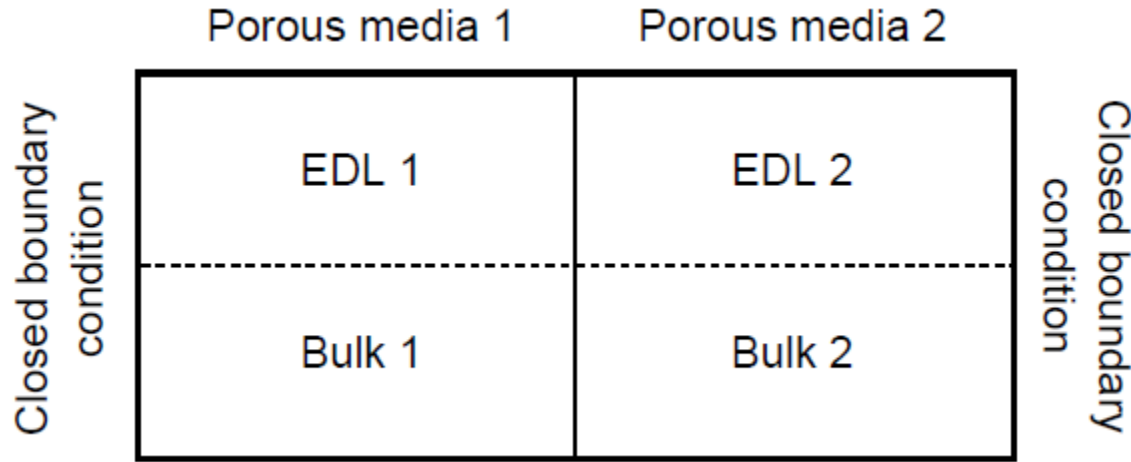 Porous media 1
Porous media 2
Closed boundary
condition
EDL 1
EDL 2
Bulk 1
Bulk 2
Closed boundary
condition